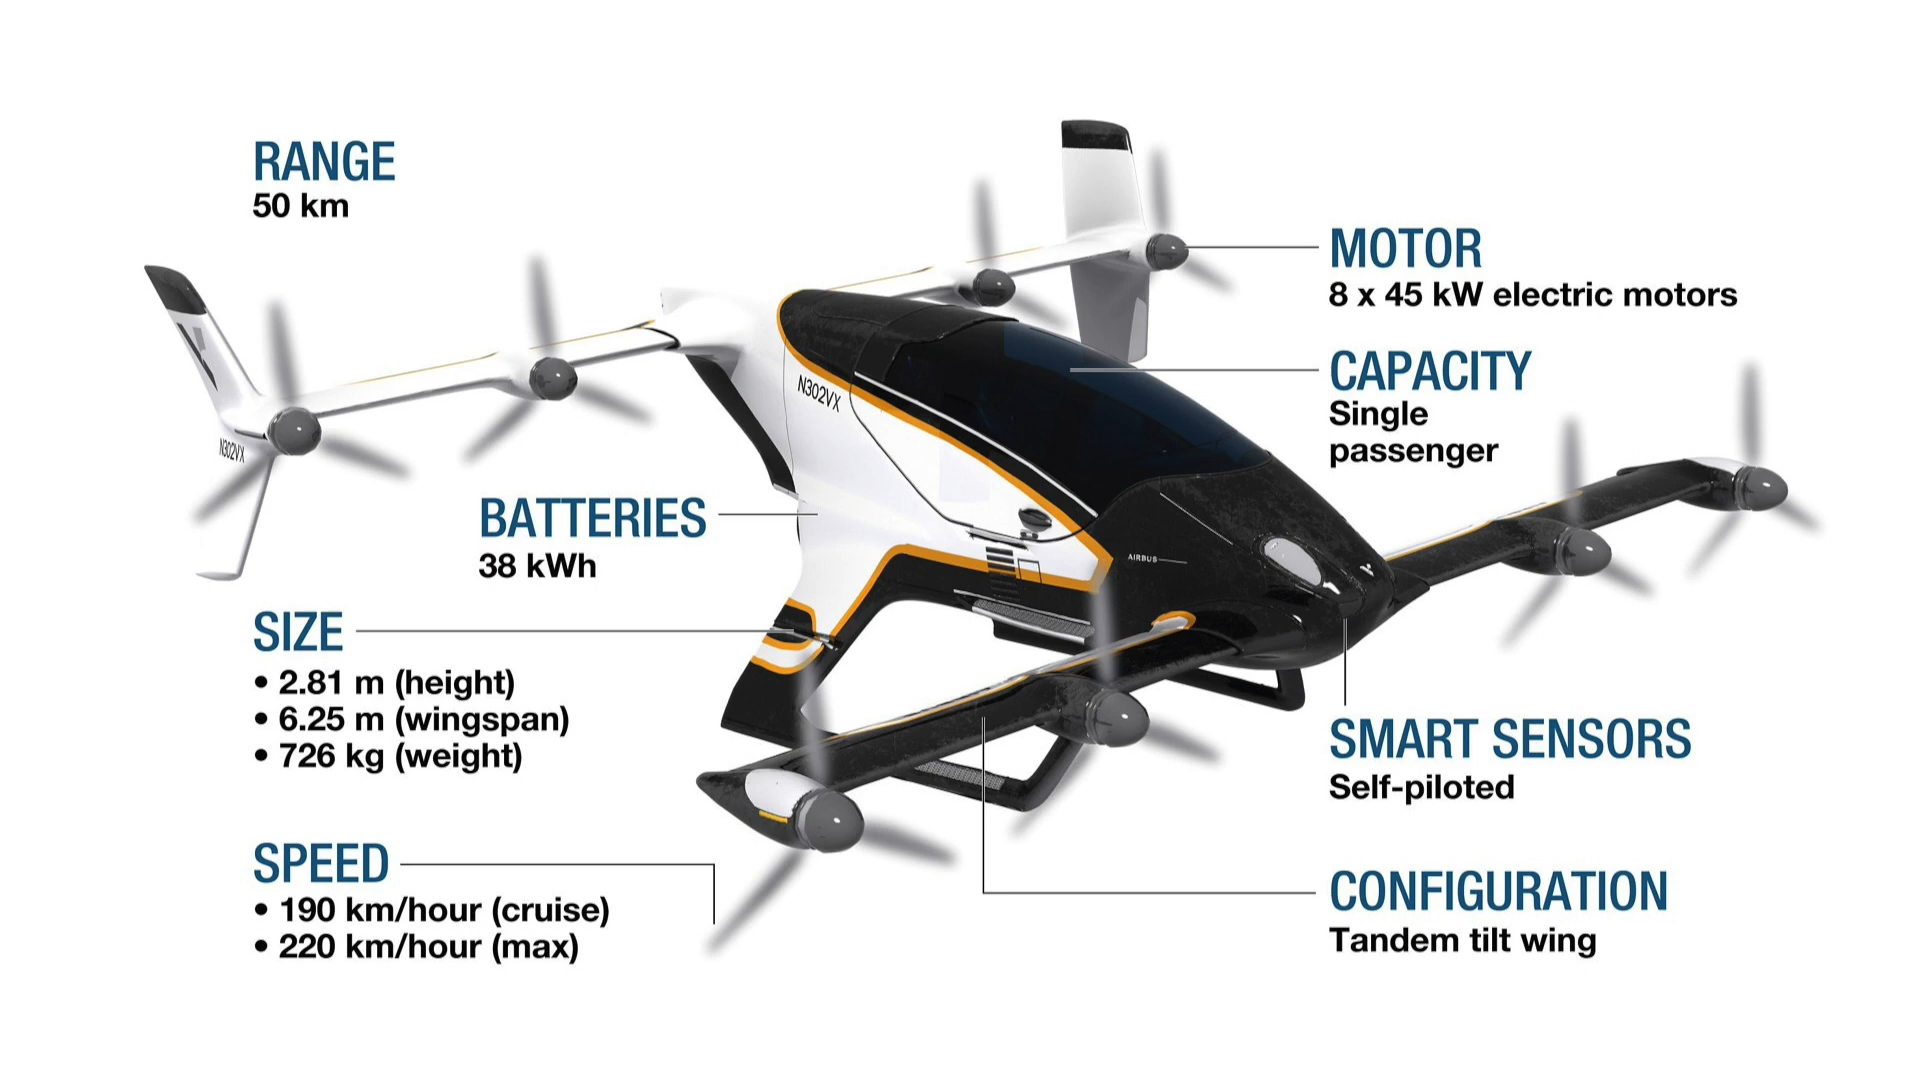 RANGE
50 km
MOTOR
8 x 45 kW electric motors
CAPACITY
Single
passenger
N302VX
N302VX
BATTERIES
38 kWh
AIRBUS
SIZE
• 2.81 m (height)
• 6.25 m (wingspan)
• 726 kg (weight)
SMART SENSORS
Self-piloted
SPEED
• 190 km/hour (cruise)
• 220 km/hour (max)
CONFIGURATION
Tandem tilt wing